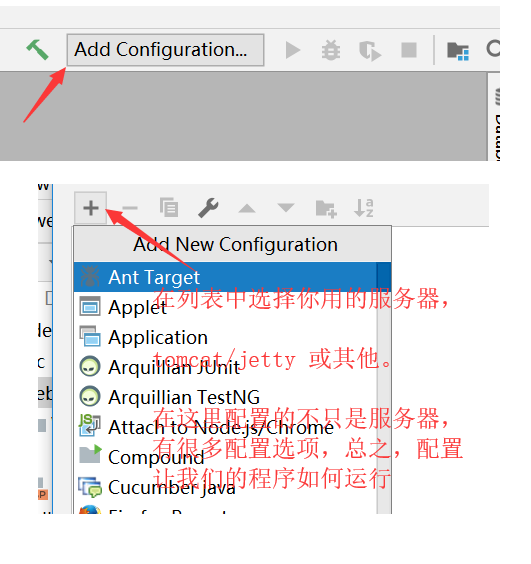 Add Configuration...
Add New Configuration
Ant Target
Applet
在列表中选择你用的服务器，
Application
tomcat/jetty 或其他。
Arquillian JUnit
Arquillian TestNG
在这里配置的不只是服务器，
Attach to Node.js/Chrome
有很多配置选项，总之，配置
Compound
让我们的程序如何运行
Cucumber java